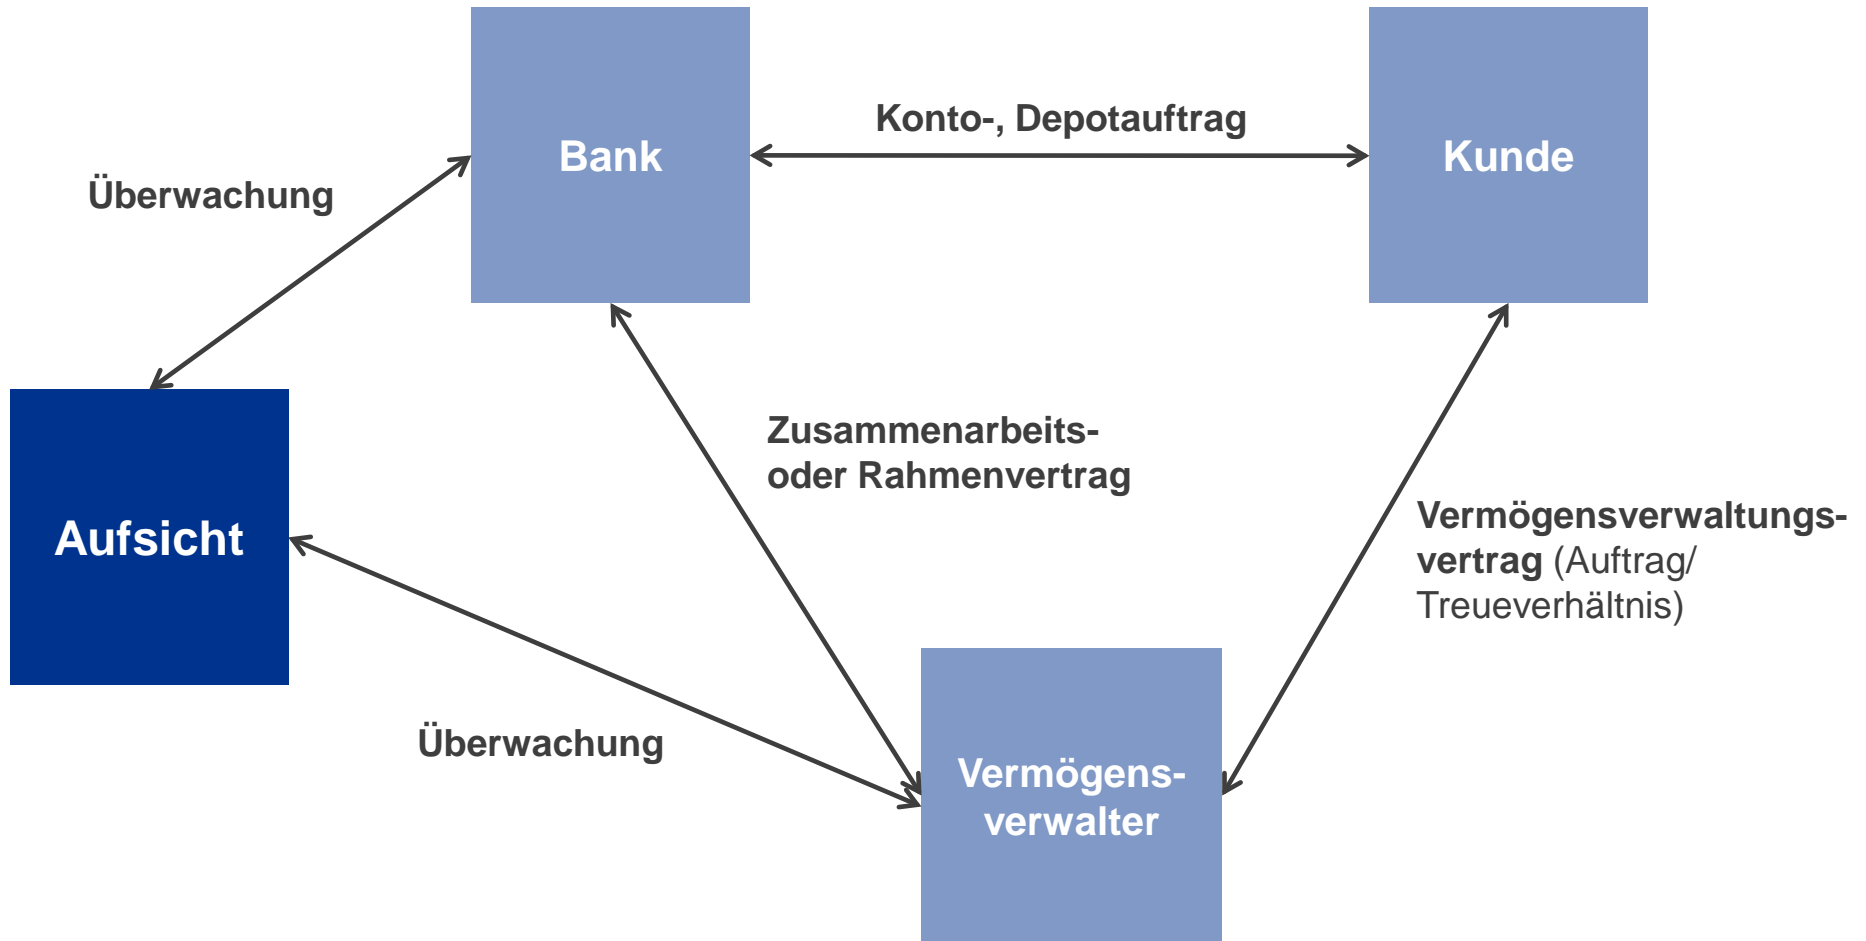 Konto-, Depotauftrag
Bank
Kunde
Überwachung
Zusammenarbeits-
oder Rahmenvertrag
Vermögensverwaltungs-
vertrag (Auftrag/
Treueverhältnis)
Aufsicht
Überwachung
Vermögens-
verwalter